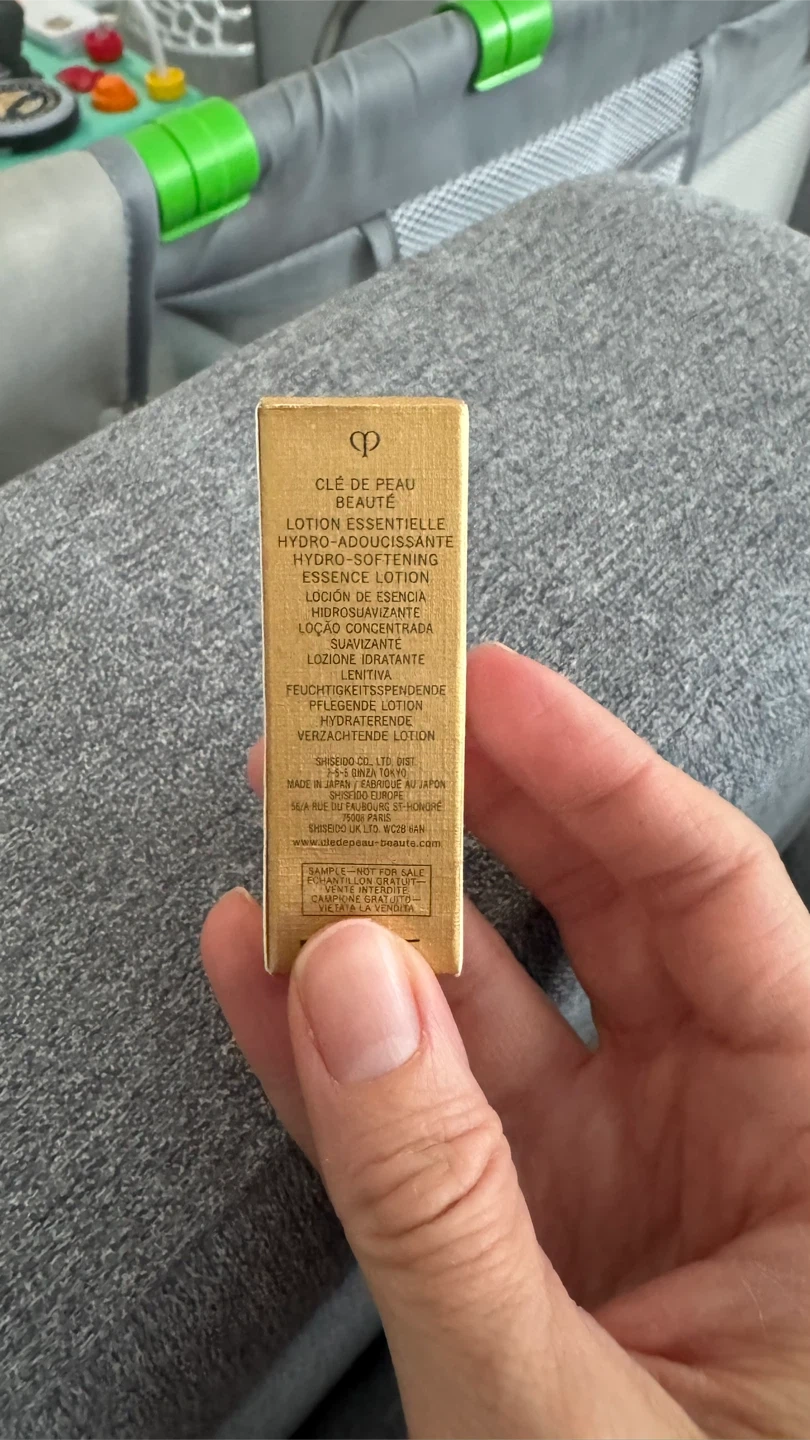 CLÉ DE PEAU
BEAUTÉ
LOTION ESSENTIELLE
HYDRO-ADOUCISSANTE
HYDRO-SOFTENING
ESSENCE LOTION
LOCIÓN DE ESENCIA
HIDROSUAVIZANTE
LOÇÃO CONCENTRADA
SUAVIZANTE
LOZIONE IDRATANTE
LENITIVA
FEUCHTIGKEITSSPENDENDE
PFLEGENDE LOTION
HYDRATERENDE
VERZACHTENDE LOTION
SHISEIDO CO., LTD. DIST.
7-5-5 GINZA TOKYO
MADE IN JAPAN / FABRIQUÉ AU JAPON
SHISEIDO EUROPE
56/A RUE DU FAUBOURG ST-HONORÉ
75008 PARIS
SHISEIDO UK LTD. WC2B 6AN
www.cledepeau-beaute.com
SAMPLE—NOT FOR SALE
ÉCHANTILLON GRATUIT—
VENTE INTERDITE
CAMPIONE GRATUITO—
VIETATA LA VENDITA